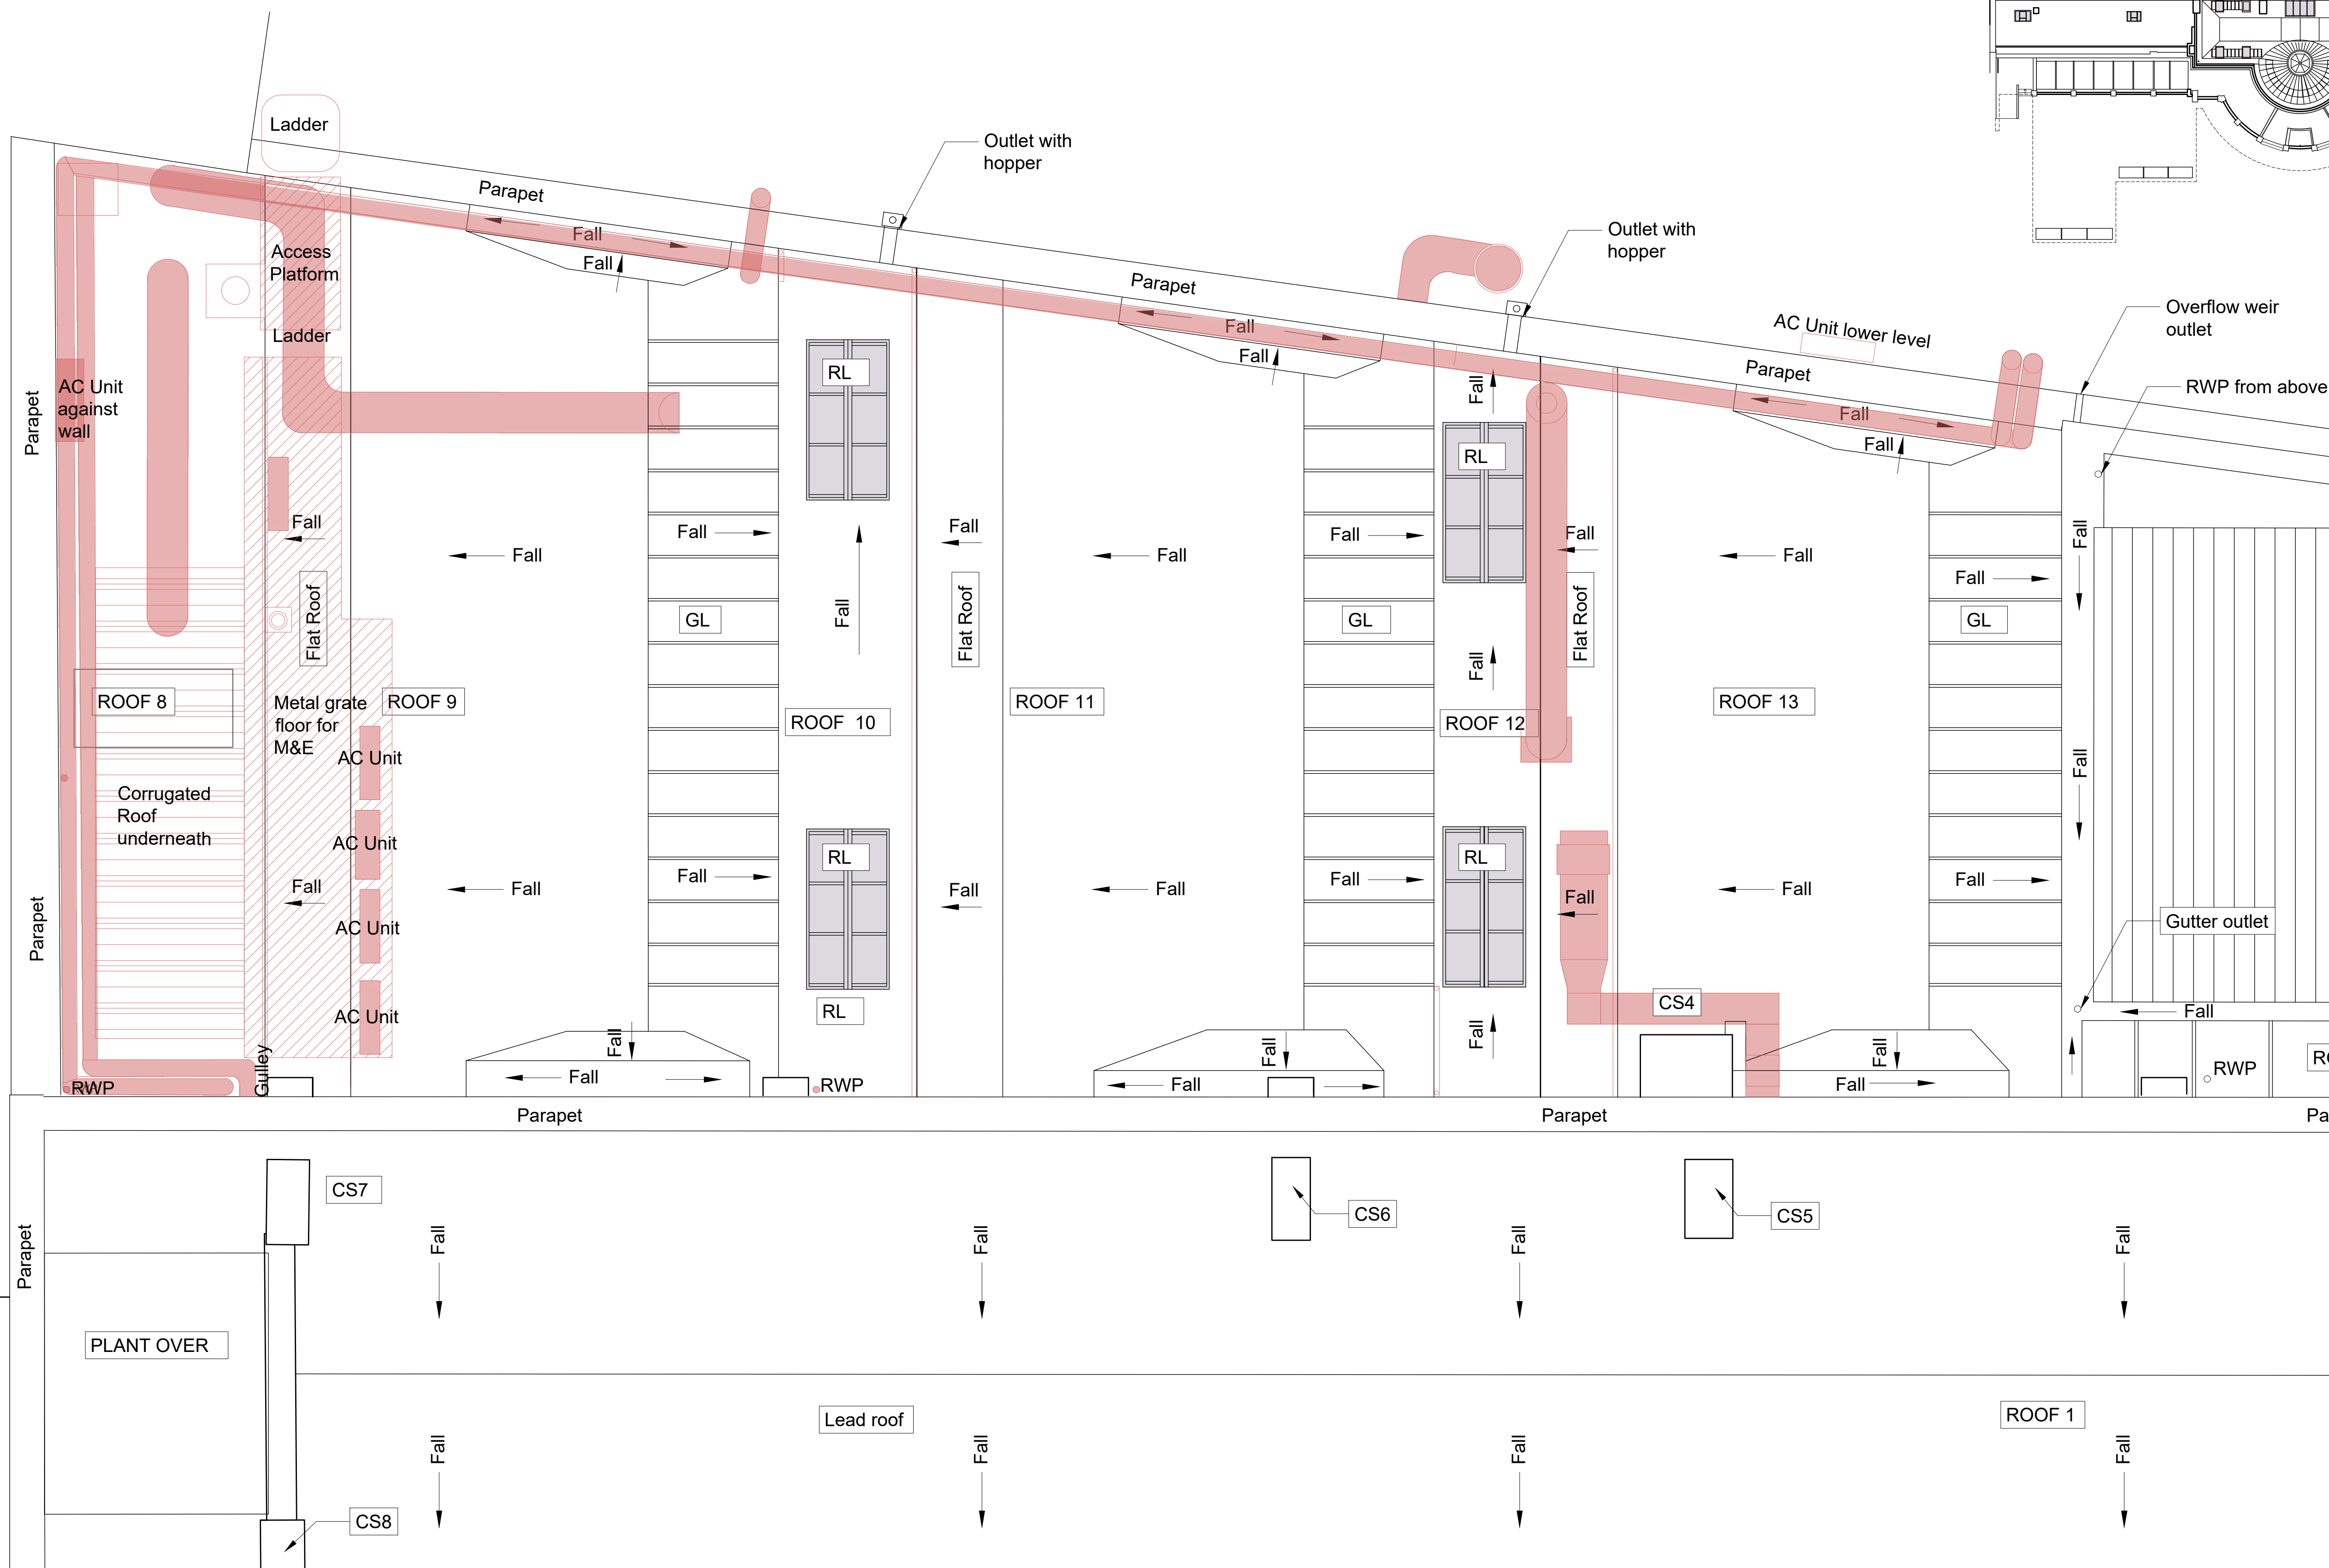 Ladder
Outlet with
hopper
Parapet
Outlet with
hopper
Fall
Fall
Access
Platform
Parapet
Overflow weir
outlet
AC Unit lower level
Fall
Fall
Ladder
Parapet
RWP from above
AC Unit
against
wall
Parapet
RL
Fall
RL
Fall
Fall
Fall
Fall
Fall
Fall
Fall
Fall
Fall
Fall
Fall
Fall
Fall
Flat Roof
Fall
GL
Flat Roof
GL
Fall
Flat Roof
GL
ROOF 8
Metal grate
floor for
M&E
ROOF 9
ROOF 10
ROOF 11
ROOF 12
ROOF 13
AC Unit
Fall
Corrugated
Roof
underneath
AC Unit
RL
RL
Fall
Fall
Fall
Fall
Fall
Fall
Fall
Fall
Fall
Fall
Parapet
AC Unit
Gutter outlet
AC Unit
RL
CS4
Fall
Fall
Fall
Fall
Fall
Gulley
RWP
Fall
RWP
Fall
Fall
RWP
Parapet
Parapet
Pa
CS7
CS6
CS5
Parapet
Fall
Fall
Fall
Fall
PLANT OVER
Lead roof
ROOF 1
Fall
Fall
Fall
Fall
CS8